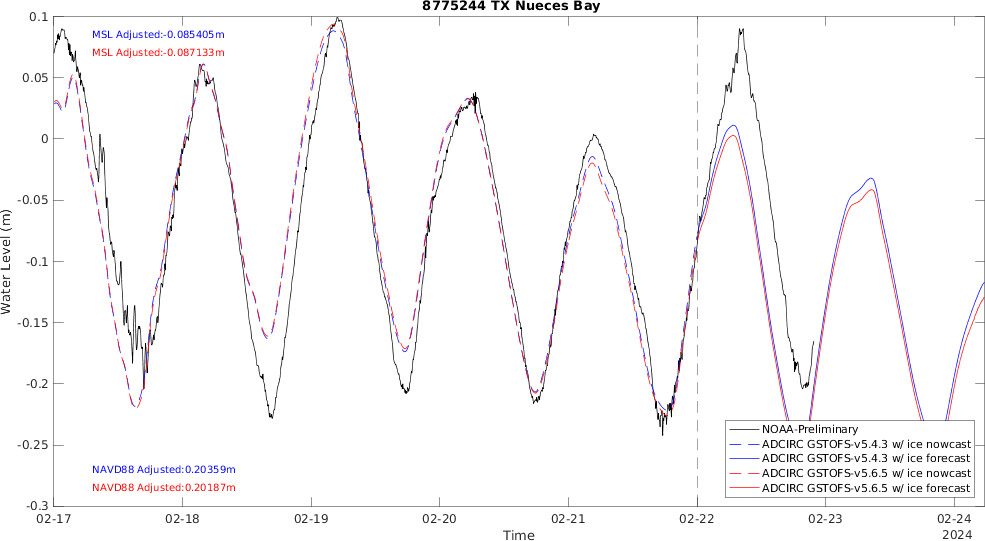 8775244 TX Nueces Bay
MSL Adjusted:-0.085405m
MSL Adjusted:-0.087133m
Water Level (m)
0.1
0.05
0
-0.05
-0.1
-0.15
-0.2
-0.25
-0.3
NAVD88 Adjusted:0.20359m
NAVD88 Adjusted:0.20187m
NOAA-Preliminary
ADCIRC GSTOFS-v5.4.3 w/ ice nowcast
ADCIRC GSTOFS-v5.4.3 w/ ice forecast
ADCIRC GSTOFS-v5.6.5 w/ ice nowcast
ADCIRC GSTOFS-v5.6.5 w/ ice forecast
02-17 02-18 02-19 02-20 02-21 02-22 02-23 02-24
Time
2024